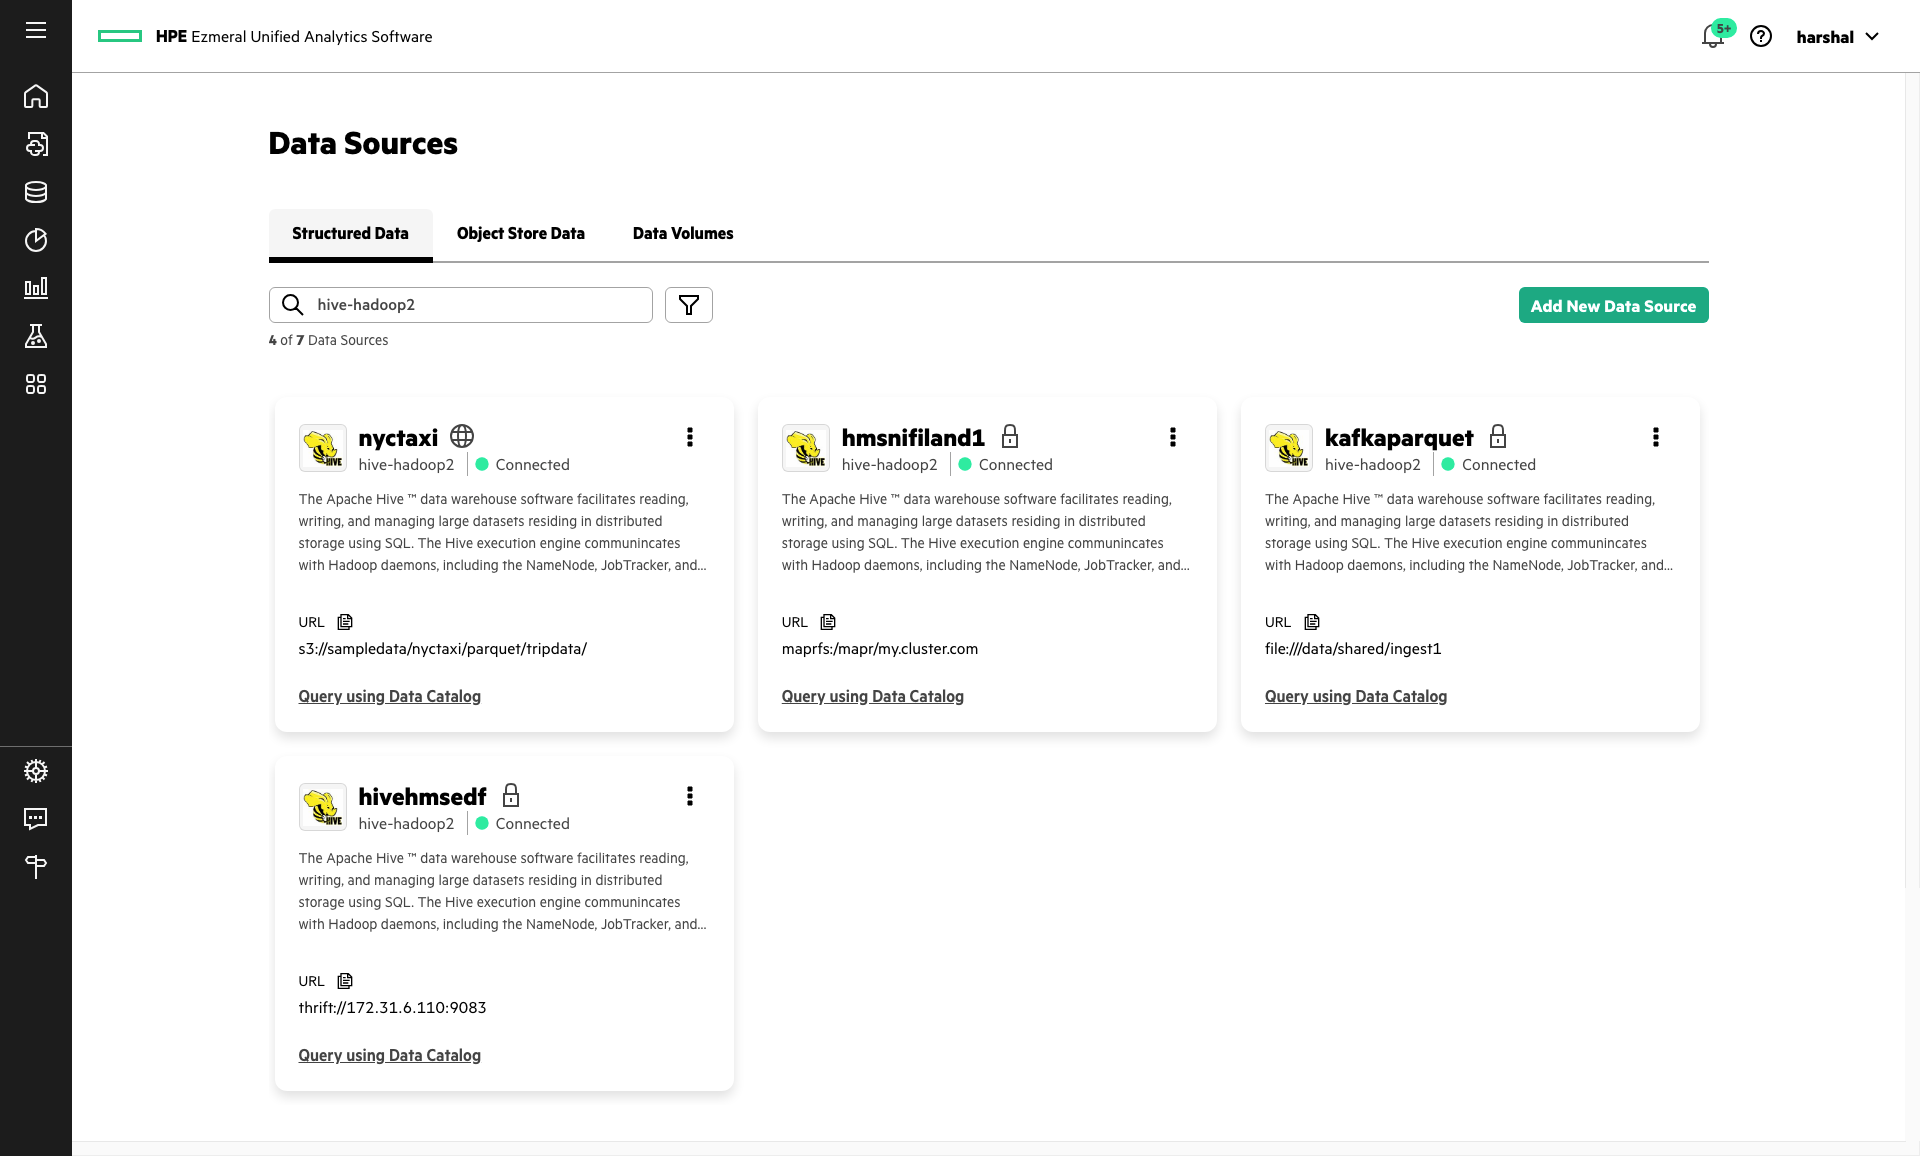 HPE Ezmeral Unified Analytics Software
5+
?
harshal
Data Sources
Structured Data
Object Store Data
Data Volumes
hive-hadoop2
Add New Data Source
4 of 7 Data Sources
HIVE
nyctaxi
hive-hadoop2
Connected
The Apache Hive ™ data warehouse software facilitates reading,
writing, and managing large datasets residing in distributed
storage using SQL. The Hive execution engine communincates
with Hadoop daemons, including the NameNode, JobTracker, and...
URL
s3://sampledata/nyctaxi/parquet/tripdata/
Query using Data Catalog
HIVE
hmsnifiland1
hive-hadoop2
Connected
The Apache Hive ™ data warehouse software facilitates reading,
writing, and managing large datasets residing in distributed
storage using SQL. The Hive execution engine communincates
with Hadoop daemons, including the NameNode, JobTracker, and...
URL
maprfs:/mapr/my.cluster.com
Query using Data Catalog
HIVE
kafkaparquet
hive-hadoop2
Connected
The Apache Hive ™ data warehouse software facilitates reading,
writing, and managing large datasets residing in distributed
storage using SQL. The Hive execution engine communincates
with Hadoop daemons, including the NameNode, JobTracker, and...
URL
file:///data/shared/ingest1
Query using Data Catalog
HIVE
hivehmsedf
hive-hadoop2
Connected
The Apache Hive ™ data warehouse software facilitates reading,
writing, and managing large datasets residing in distributed
storage using SQL. The Hive execution engine communincates
with Hadoop daemons, including the NameNode, JobTracker, and...
URL
thrift://172.31.6.110:9083
Query using Data Catalog